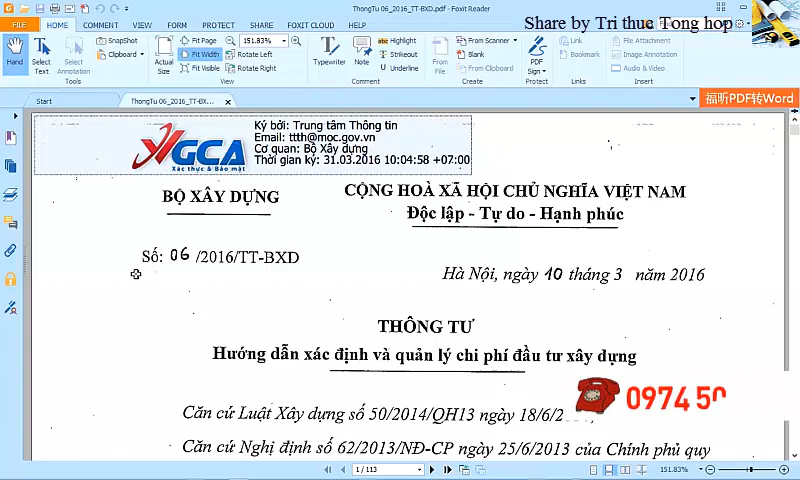 ThongTu 06_2016_TT-BXD.pdf - Foxit Reader
Share by Tri thuc Tong hop
FILE HOME COMMENT VIEW FORM PROTECT SHARE FOXIT CLOUD HELP
Hand
Select Text
SnapShot
Clipboard
Select Annotation
Tools
Actual Size
Fit Page
Fit Width
Fit Visible
151.83%
Rotate Left
Rotate Right
View
Typewriter
Note
Highlight
Strikeout
Underline
Comment
From File
From Scanner
Blank
From Clipboard
Create
PDF Sign
Protect
Link
Bookmark
Links
File Attachment
Image Annotation
Audio & Video
Insert
Start
ThongTu 06_2016_TT-BX...
福昕PDF转Word
VGCA
Xác thực & Bảo mật
Ký bởi: Trung tâm Thông tin
Email: ttth@moc.gov.vn
Cơ quan: Bộ Xây dựng
Thời gian ký: 31.03.2016 10:04:58 +07:00
BỘ XÂY DỰNG
CỘNG HOÀ XÃ HỘI CHỦ NGHĨA VIỆT NAM
Độc lập - Tự do - Hạnh phúc
Số: 06 /2016/TT-BXD
Hà Nội, ngày 10 tháng 3 năm 2016
THÔNG TƯ
Hướng dẫn xác định và quản lý chi phí đầu tư xây dựng
0974 50
Căn cứ Luật Xây dựng số 50/2014/QH13 ngày 18/6/2
Căn cứ Nghị định số 62/2013/NĐ-CP ngày 25/6/2013 của Chính phủ quy
1 / 113
151.83%